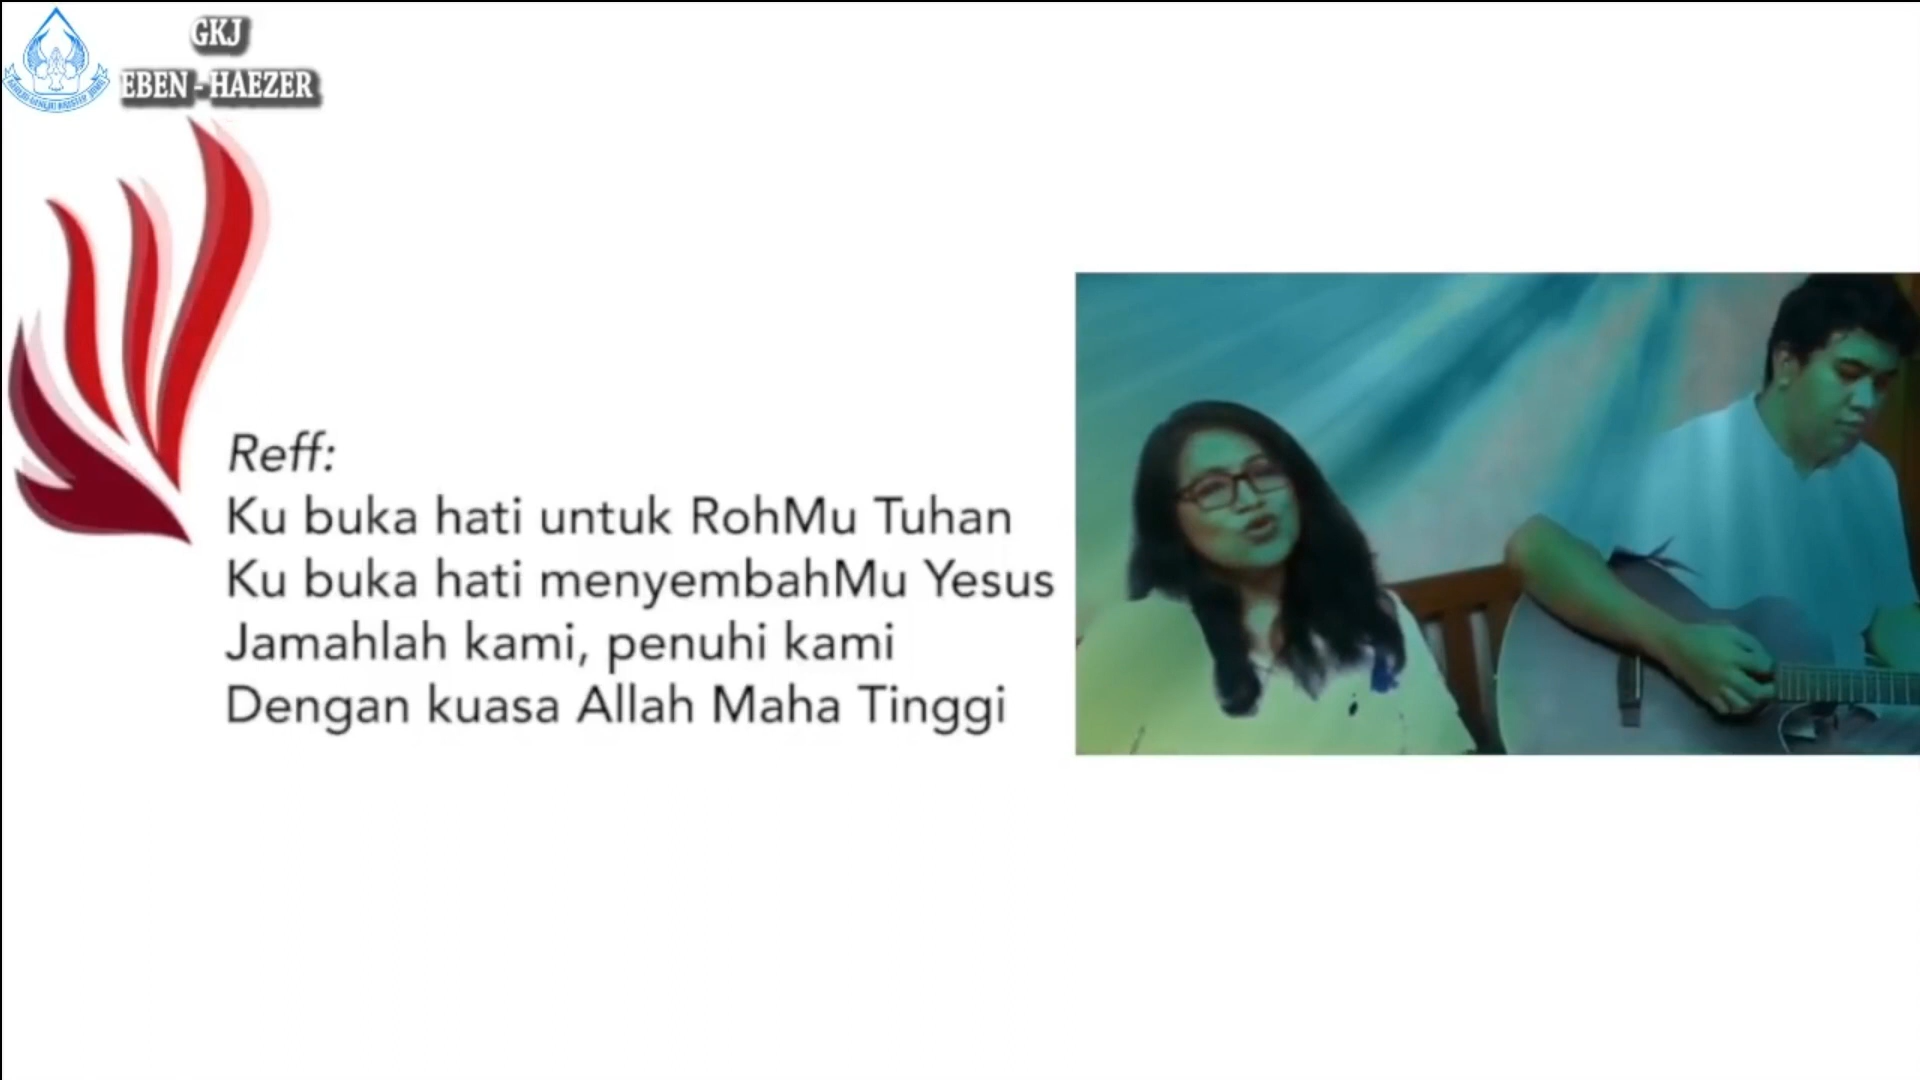 GKJ
EBEN - HAEZER
Reff:
Ku buka hati untuk RohMu Tuhan
Ku buka hati menyembahMu Yesus
Jamahlah kami, penuhi kami
Dengan kuasa Allah Maha Tinggi